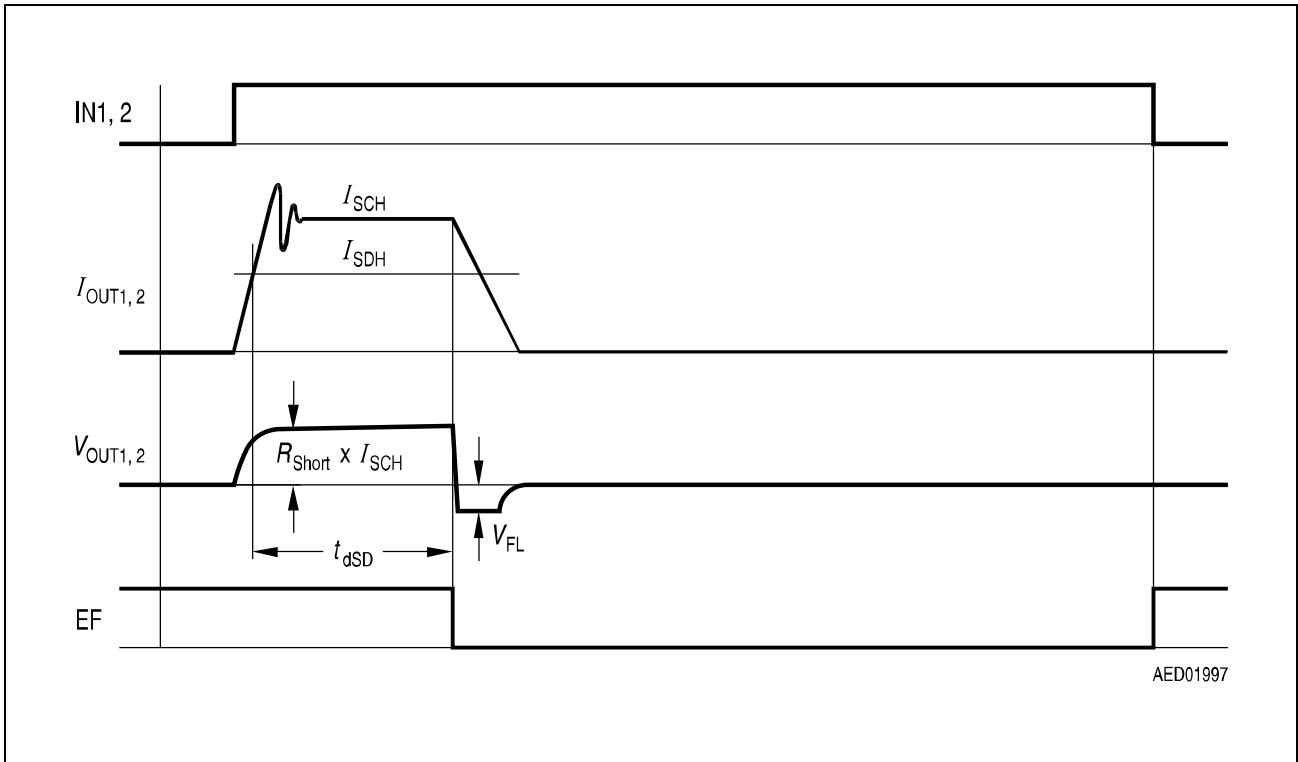 IN1, 2
I_SCH
I_SDH
I_OUT1, 2
V_OUT1, 2
R_Short x I_SCH
V_FL
t_dSD
EF
AED01997